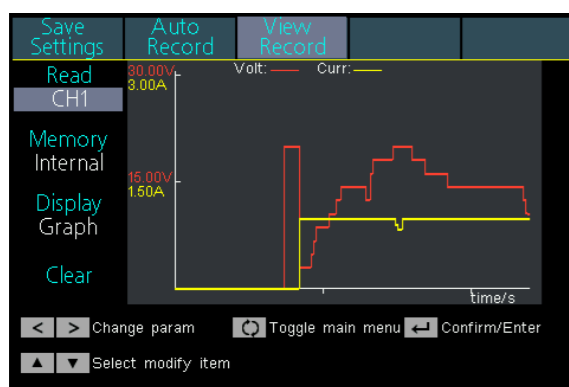 Save Settings
Auto Record
View Record
Read
CH1
Memory
Internal
Display
Graph
Clear
30.00V
3.00A
Volt:
Curr:
15.00V
1.50A
time/s
< > Change param
Toggle main menu
Confirm/Enter
▲ ▼ Select modify item